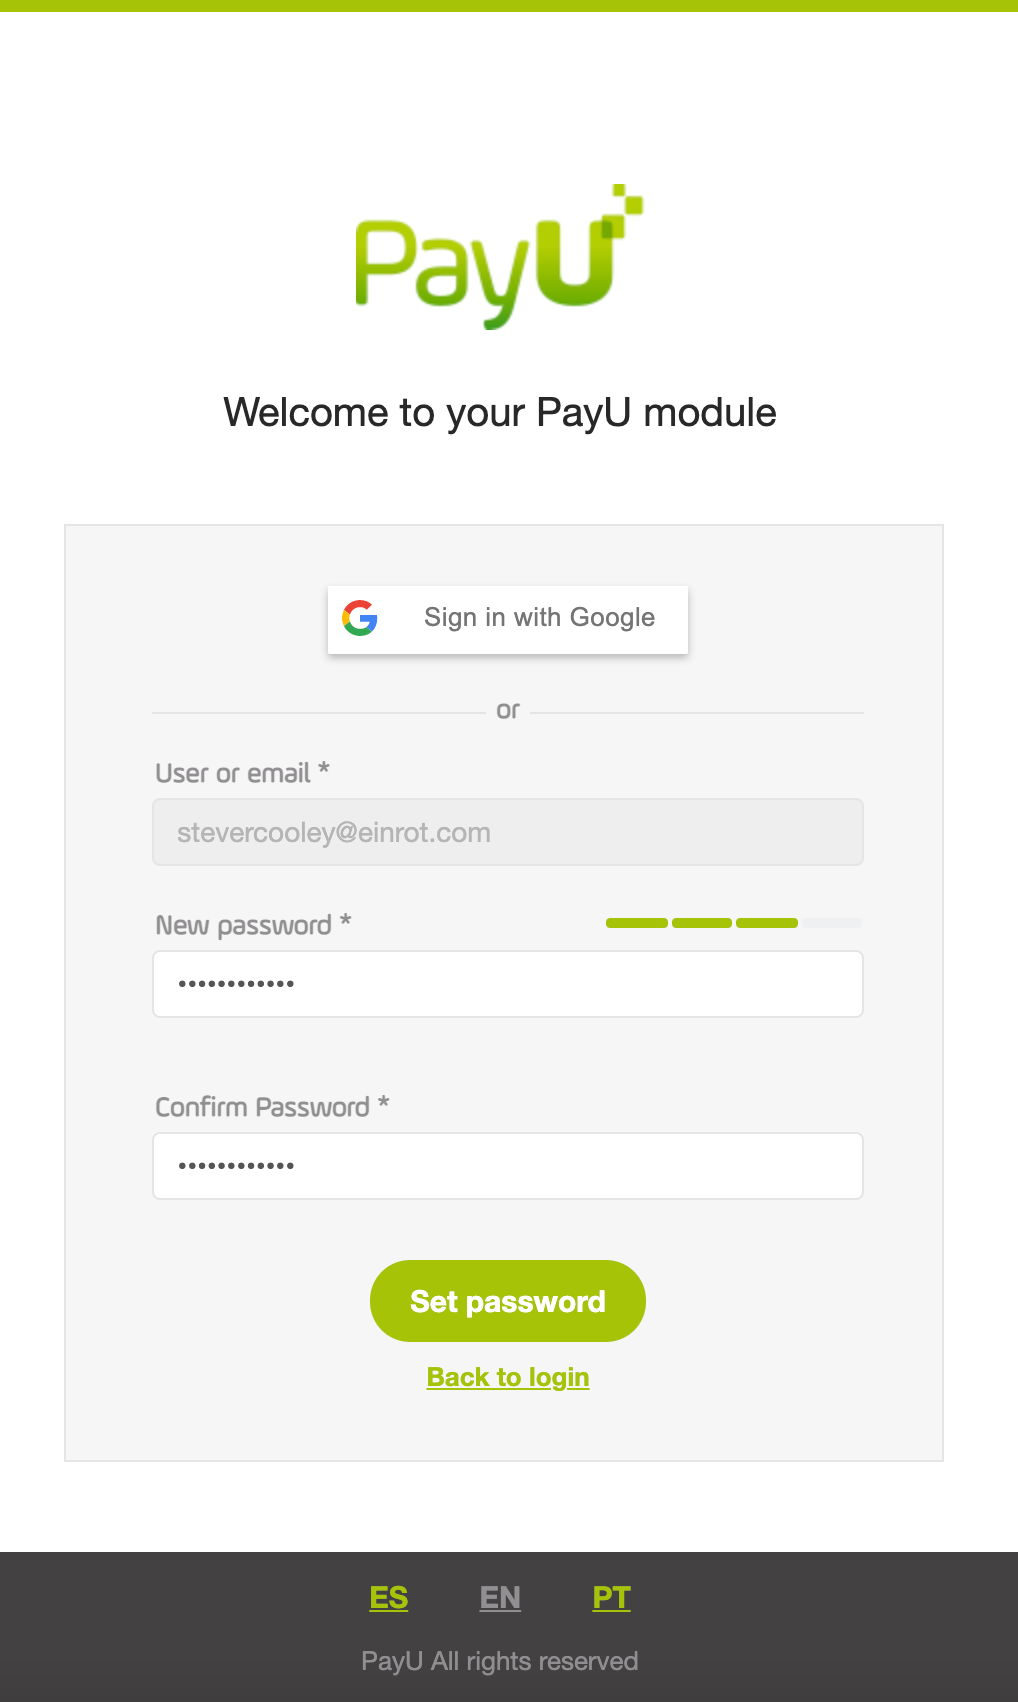 PayU
Welcome to your PayU module
Sign in with Google
or
User or email *
stevercooley@einrot.com
New password *
••••••••••••
Confirm Password *
••••••••••••
Set password
Back to login
ES EN PT
PayU All rights reserved